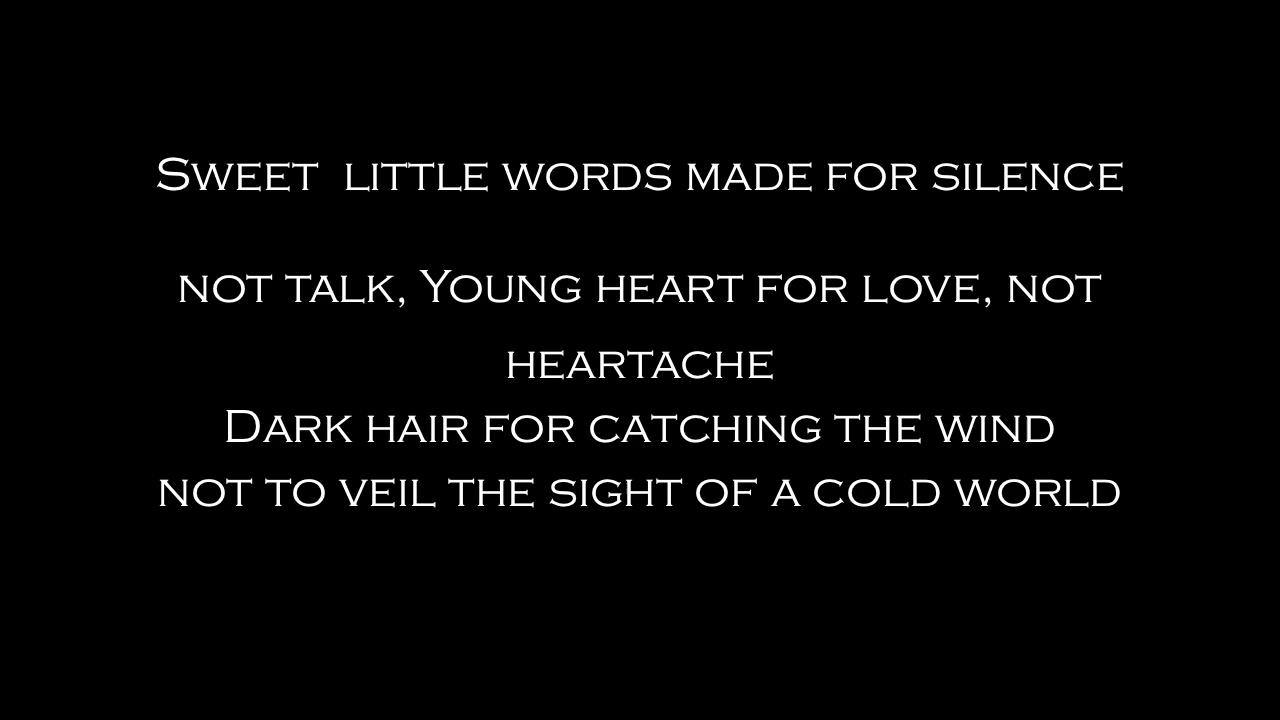 Sweet  little words made for silence
not talk, Young heart for love, not
heartache
Dark hair for catching the wind
not to veil the sight of a cold world